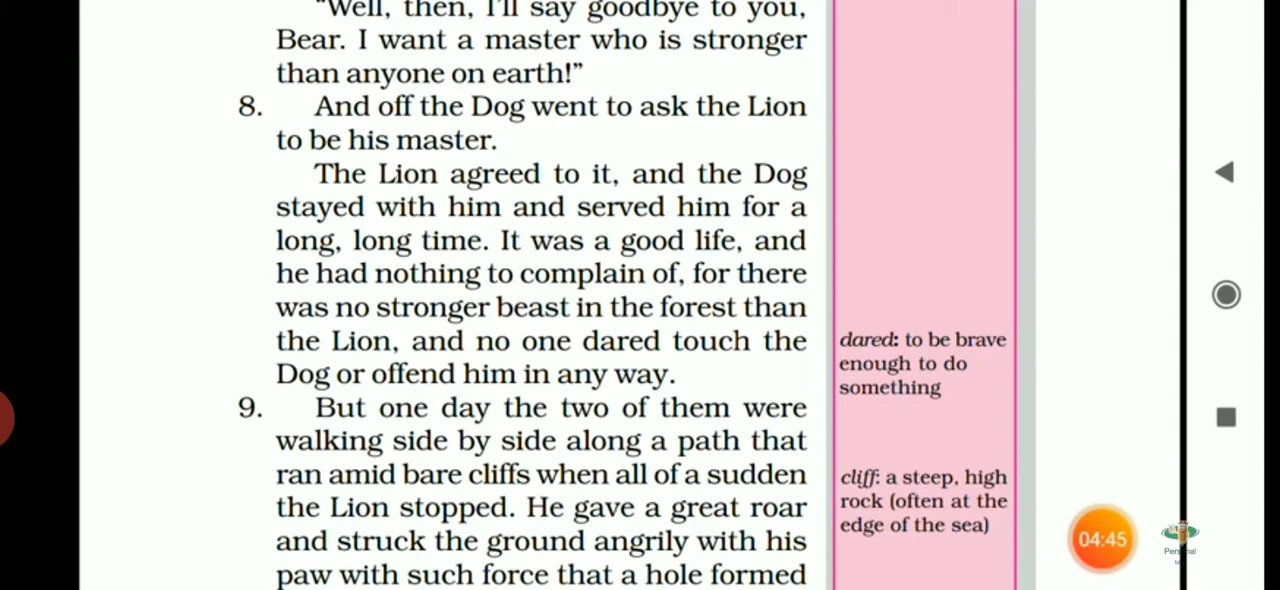 "Well, then, I'll say goodbye to you,
Bear. I want a master who is stronger
than anyone on earth!”
8. And off the Dog went to ask the Lion
to be his master.
The Lion agreed to it, and the Dog
stayed with him and served him for a
long, long time. It was a good life, and
he had nothing to complain of, for there
was no stronger beast in the forest than
the Lion, and no one dared touch the
Dog or offend him in any way.
9. But one day the two of them were
walking side by side along a path that
ran amid bare cliffs when all of a sudden
the Lion stopped. He gave a great roar
and struck the ground angrily with his
paw with such force that a hole formed
dared: to be brave
enough to do
something
cliff: a steep, high
rock (often at the
edge of the sea)
04:45